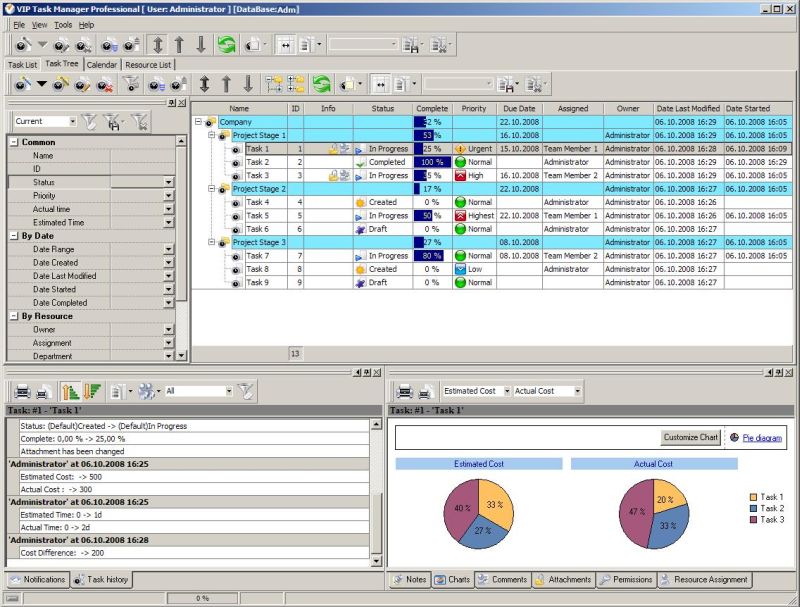 VIP Task Manager Professional [ User: Administrator ] [DataBase:Adm]
File View Tools Help
Task List Task Tree Calendar Resource List
Current
Common
Name
ID
Status
Priority
Actual time
Estimated Time
By Date
Date Range
Date Created
Date Last Modified
Date Started
Date Completed
By Resource
Owner
Assignment
Department
Name ID Info Status Complete Priority Due Date Assigned Owner Date Last Modified Date Started
Company 32 % 22.10.2008 06.10.2008 16:29 06.10.2008 16:05
Project Stage 1 53 % 16.10.2008 Administrator 06.10.2008 16:29 06.10.2008 16:05
Task 1 1 In Progress 25 % Urgent 15.10.2008 Team Member 1 Administrator 06.10.2008 16:28 06.10.2008 16:09
Task 2 2 Completed 100 % Normal Administrator Administrator 06.10.2008 16:29 06.10.2008 16:05
Task 3 3 In Progress 35 % High 16.10.2008 Team Member 2 Administrator 06.10.2008 16:29 06.10.2008 16:05
Project Stage 2 17 % 22.10.2008 Administrator 06.10.2008 16:27 06.10.2008 16:05
Task 4 4 Created 0 % Normal Administrator Administrator 06.10.2008 16:26
Task 5 5 In Progress 50 % Highest 22.10.2008 Team Member 1 Administrator 06.10.2008 16:26 06.10.2008 16:05
Task 6 6 Draft 0 % Normal Administrator 06.10.2008 16:27
Project Stage 3 27 % 08.10.2008 Administrator 06.10.2008 16:27 06.10.2008 16:05
Task 7 7 In Progress 80 % Normal 08.10.2008 Team Member 2 Administrator 06.10.2008 16:27 06.10.2008 16:05
Task 8 8 Created 0 % Low Administrator Administrator 06.10.2008 16:27
Task 9 9 Draft 0 % Normal Administrator 06.10.2008 16:27
13
All
Task: #1 - 'Task 1'
Status: (Default)Created -> (Default)In Progress
Complete: 0,00 % -> 25,00 %
Attachment has been changed
'Administrator' at 06.10.2008 16:25
Estimated Cost: -> 500
Actual Cost : -> 300
'Administrator' at 06.10.2008 16:25
Estimated Time: 0 -> 1d
Actual Time: 0 -> 2d
'Administrator' at 06.10.2008 16:28
Cost Difference: -> 200
Notifications Task history
Estimated Cost Actual Cost
Task: #1 - 'Task 1'
Customize Chart Pie diagram
Estimated Cost
33 %
27 %
40 %
Actual Cost
20 %
33 %
47 %
Task 1
Task 2
Task 3
Notes Charts Comments Attachments Permissions Resource Assignment
0 %